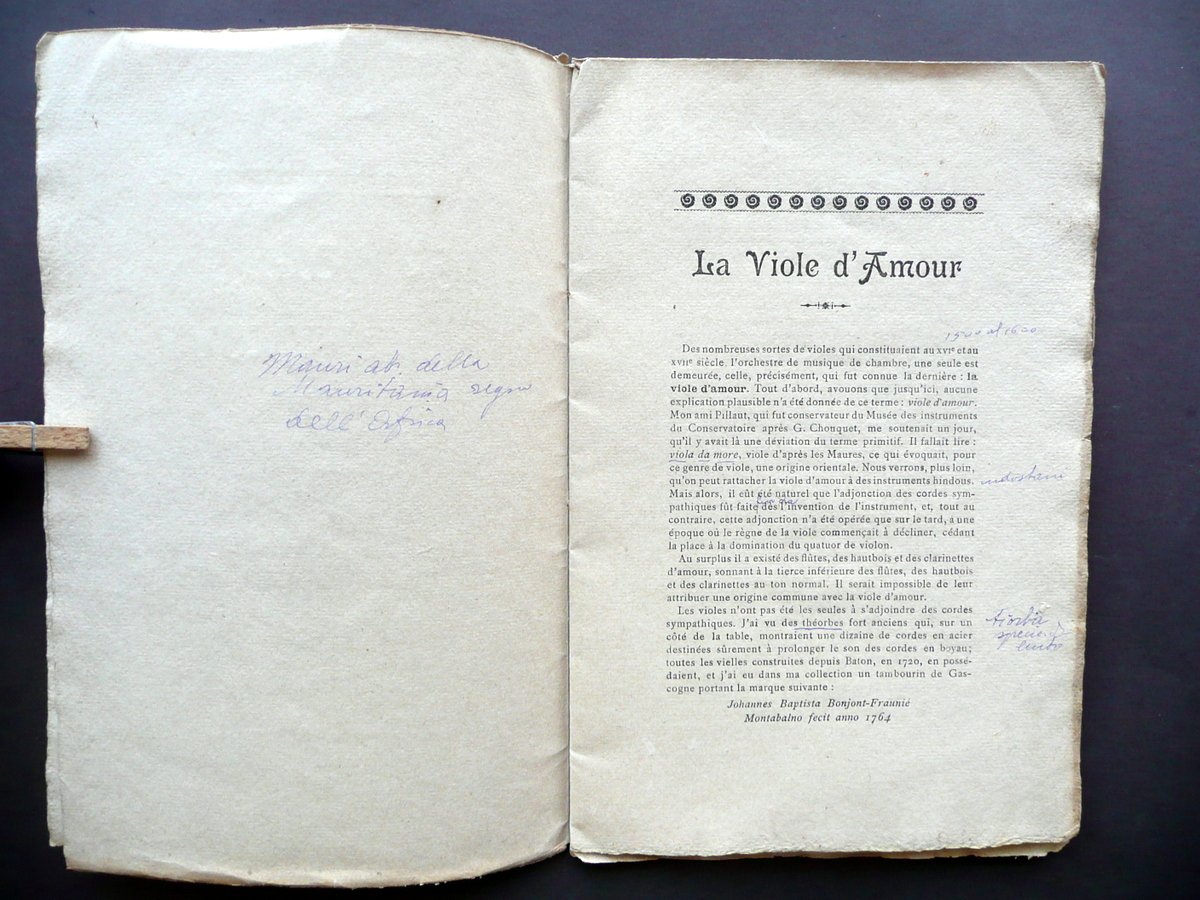 Mauri ab. della
Mauritania regno
dell' Africa
La Viole d'Amour
1500 al 1600
Des nombreuses sortes de violes qui constituaient au XVIe et au
XVIIe siècle l'orchestre de musique de chambre, une seule est
demeurée, celle, précisément, qui fut connue la dernière : la
viole d'amour. Tout d'abord, avouons que jusqu'ici, aucune
explication plausible n'a été donnée de ce terme : viole d'amour.
Mon ami Pillaut, qui fut conservateur du Musée des instruments
du Conservatoire après G. Chouquet, me soutenait un jour,
qu'il y avait là une déviation du terme primitif. Il fallait lire :
viola da more, viole d'après les Maures, ce qui évoquait, pour
ce genre de viole, une origine orientale. Nous verrons, plus loin,
qu'on peut rattacher la viole d'amour à des instruments hindous.
indostani
Mais alors, il eût été naturel que l'adjonction des cordes sym-
pathiques fût faite dès l'invention de l'instrument, et, tout au
contraire, cette adjonction n'a été opérée que sur le tard, à une
époque où le règne de la viole commençait à décliner, cédant
la place à la domination du quatuor de violon.
Au surplus il a existé des flûtes, des hautbois et des clarinettes
d'amour, sonnant à la tierce inférieure des flûtes, des hautbois
et des clarinettes au ton normal. Il serait impossible de leur
attribuer une origine commune avec la viole d'amour.
Les violes n'ont pas été les seules à s'adjoindre des cordes
sympathiques. J'ai vu des théorbes fort anciens qui, sur un
côté de la table, montraient une dizaine de cordes en acier
destinées sûrement à prolonger le son des cordes en boyau;
toutes les vielles construites depuis Baton, en 1720, en possé-
daient, et j'ai eu dans ma collection un tambourin de Gas-
cogne portant la marque suivante :
tiorba
specie di
liuto
Johannes Baptista Bonjont-Fraunié
Montabalno fecit anno 1764